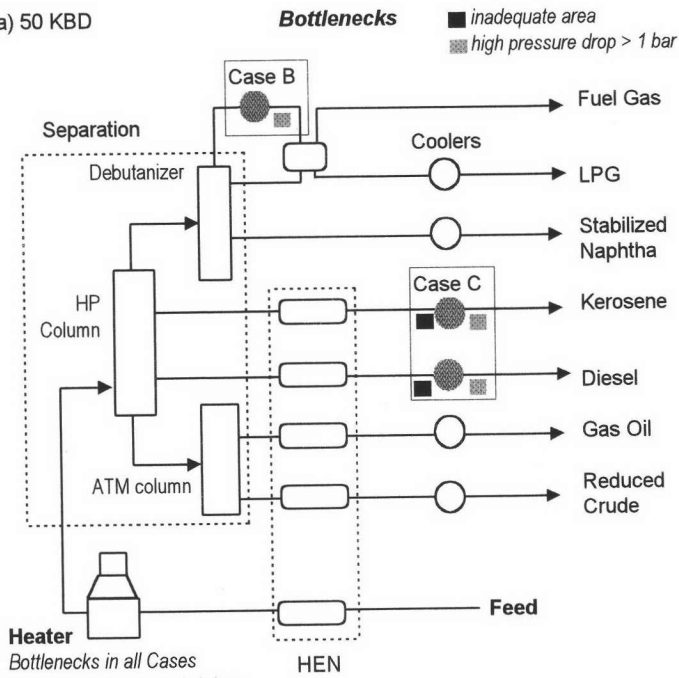 a) 50 KBD
Bottlenecks
inadequate area
high pressure drop > 1 bar
Case B
Fuel Gas
Separation
Coolers
Debutanizer
LPG
Stabilized
Naphtha
Case C
HP
Column
Kerosene
Diesel
Gas Oil
ATM column
Reduced
Crude
Feed
Heater
Bottlenecks in all Cases
HEN